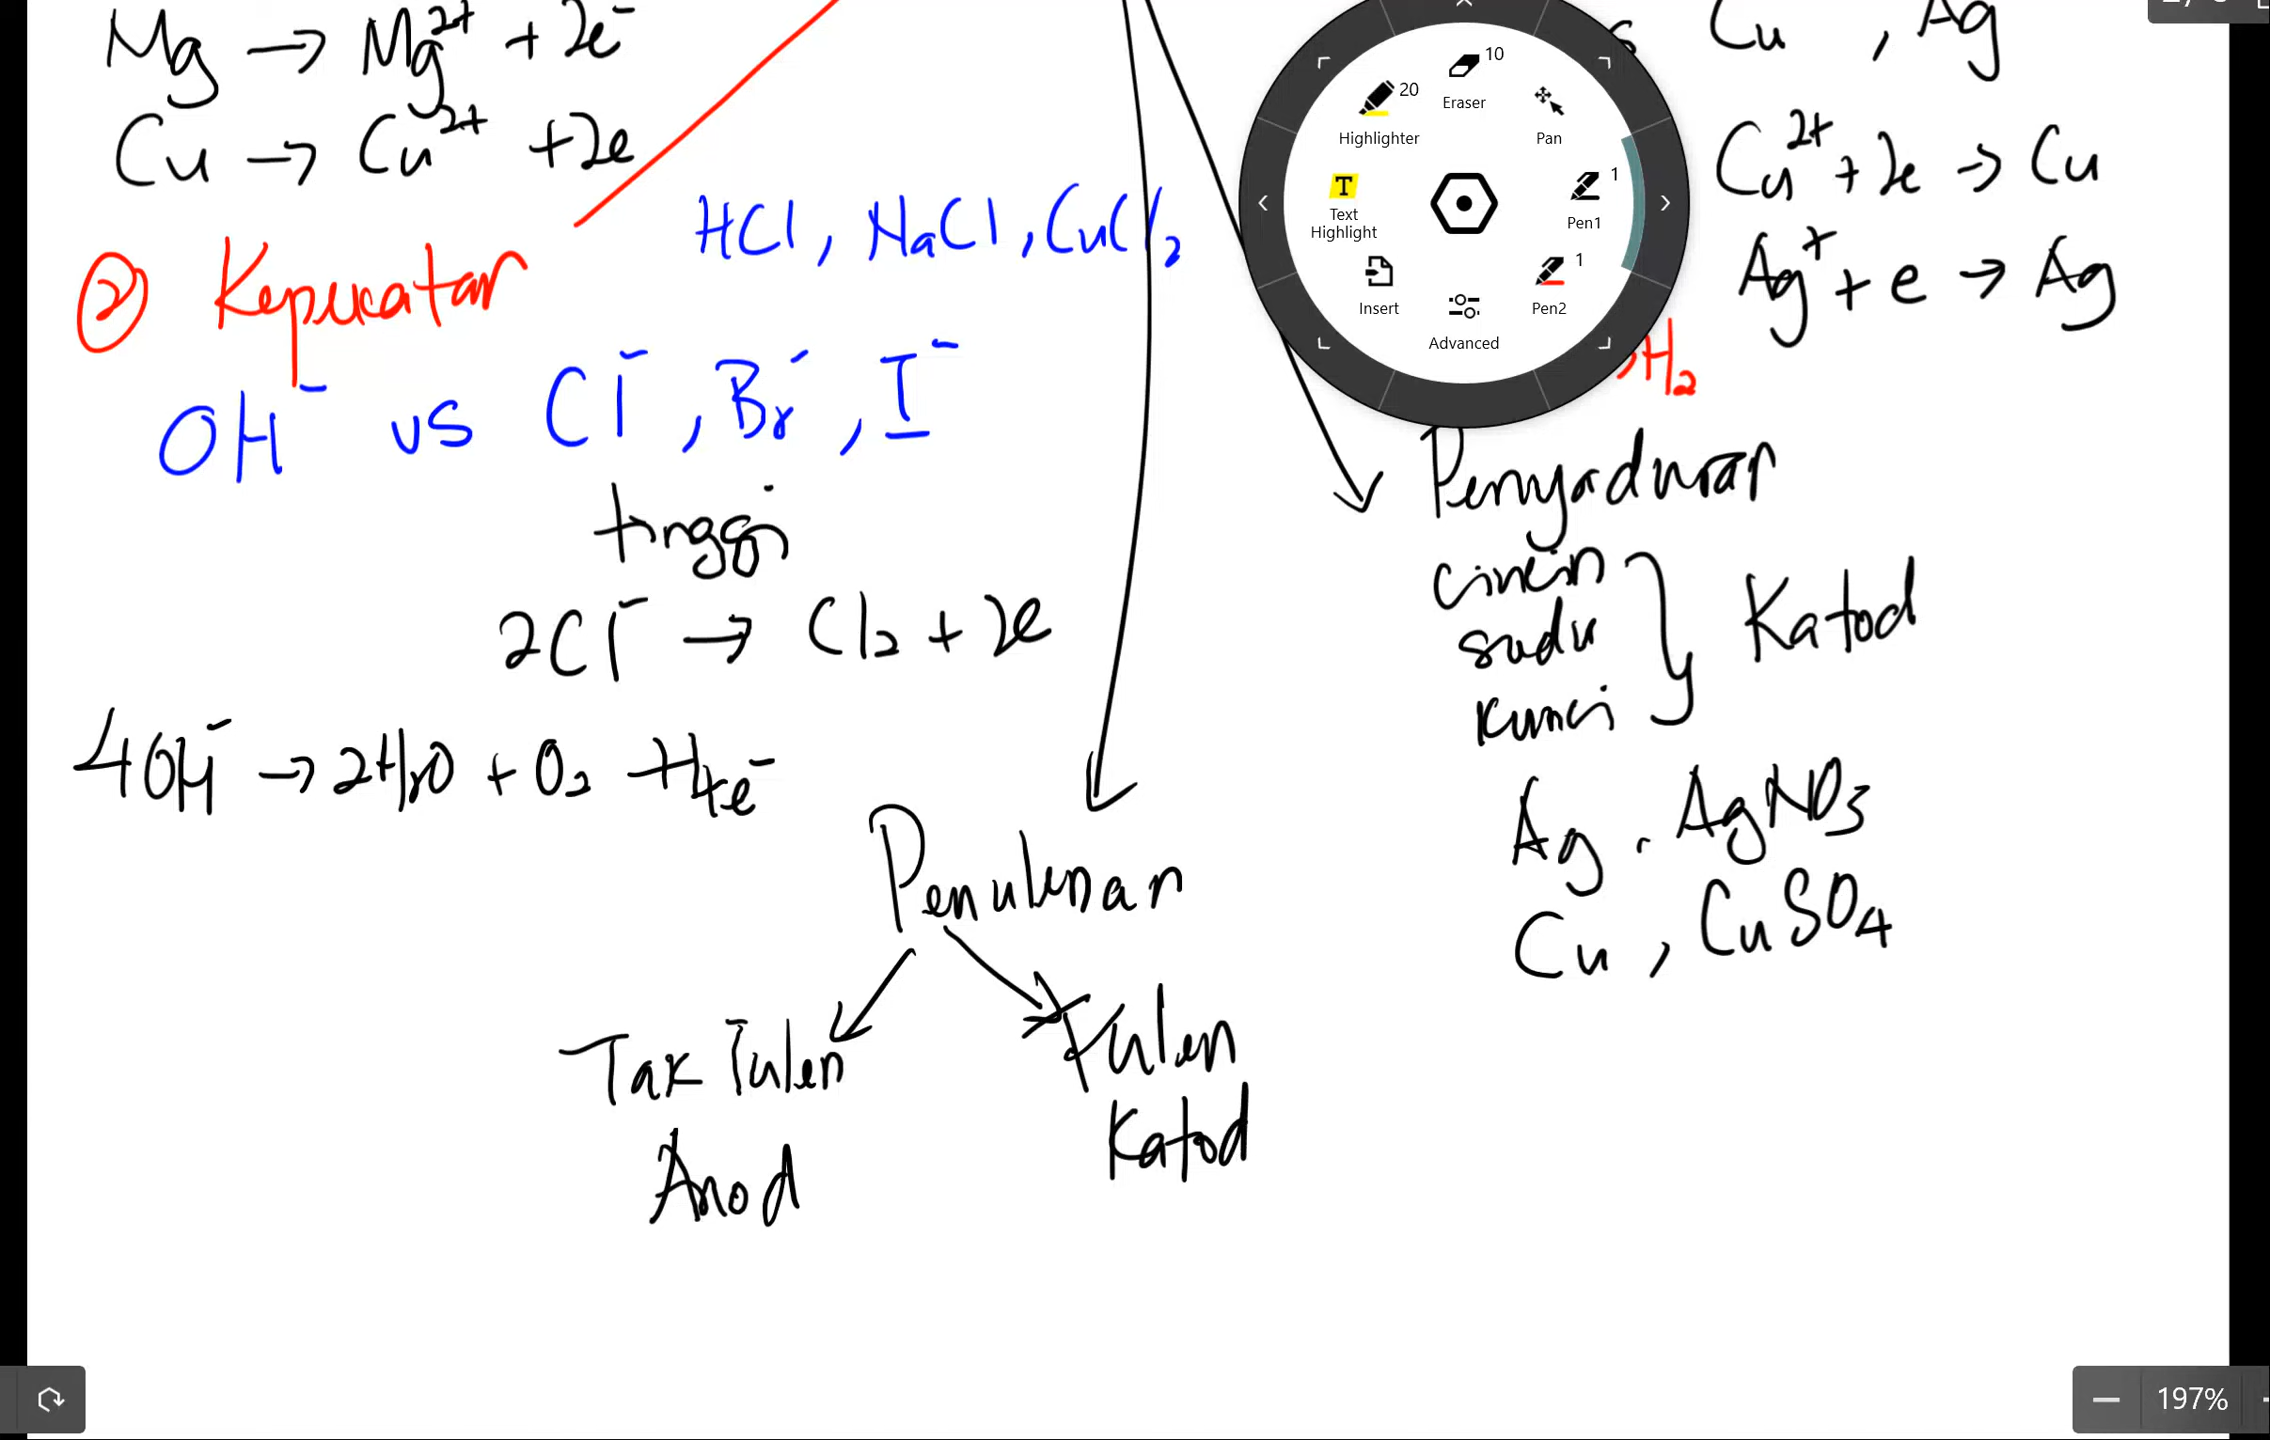 Mg → Mg²⁺ + 2e⁻
Cu → Cu²⁺ + 2e
② Kepekatan
HCl, NaCl, CuCl₂
OH⁻ vs Cl⁻, Br⁻, I⁻
tinggi
2Cl⁻ → Cl₂ + 2e
4OH⁻ → 2H₂O + O₂ + 4e⁻
Penulenan
Tak Tulen
Anod
Tulen
Katod
Cu, Ag
Cu²⁺ + 2e → Cu
Ag⁺ + e → Ag
H₂
Penyaduran
cincin
sudu
kunci
Katod
Ag, AgNO₃
Cu, CuSO₄
10
Eraser
20
Highlighter
Pan
T
Text
Highlight
1
Pen1
Insert
1
Pen2
Advanced
197%